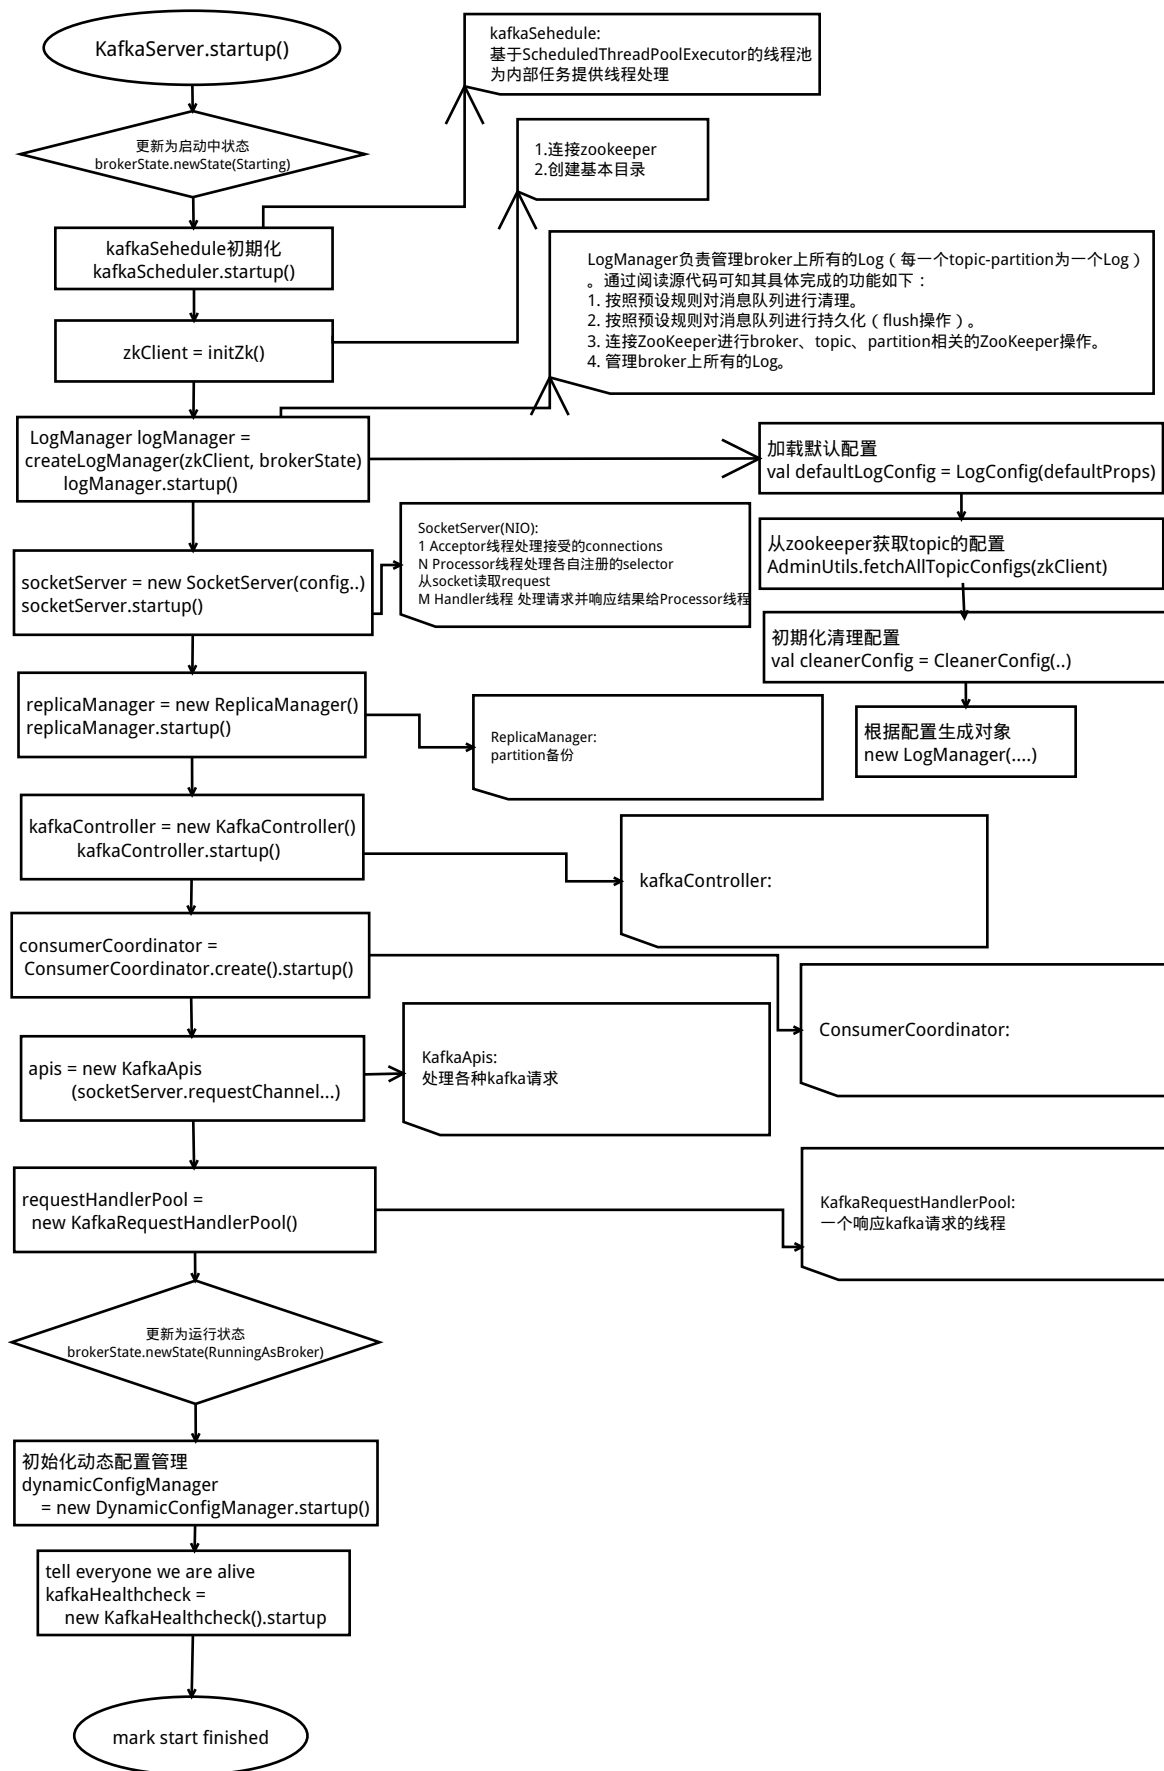 KafkaServer.startup()
更新为启动中状态
brokerState.newState(Starting)
kafkaSehedule初期化
kafkaScheduler.startup()
kafkaSehedule:
基于ScheduledThreadPoolExecutor的线程池
为内部任务提供线程处理
zkClient = initZk()
1.连接zookeeper
2.创建基本目录
LogManager logManager =
createLogManager(zkClient, brokerState)
logManager.startup()
LogManager负责管理broker上所有的Log（每一个topic-partition为一个Log）
。通过阅读源代码可知其具体完成的功能如下：
1. 按照预设规则对消息队列进行清理。
2. 按照预设规则对消息队列进行持久化（flush操作）。
3. 连接ZooKeeper进行broker、topic、partition相关的ZooKeeper操作。
4. 管理broker上所有的Log。
加载默认配置
val defaultLogConfig = LogConfig(defaultProps)
从zookeeper获取topic的配置
AdminUtils.fetchAllTopicConfigs(zkClient)
初期化清理配置
val cleanerConfig = CleanerConfig(..)
根据配置生成对象
new LogManager(....)
socketServer = new SocketServer(config..)
socketServer.startup()
SocketServer(NIO):
1 Acceptor线程处理接受的connections
N Processor线程处理各自注册的selector
从socket读取request
M Handler线程 处理请求并响应结果给Processor线程
replicaManager = new ReplicaManager()
replicaManager.startup()
ReplicaManager:
partition备份
kafkaController = new KafkaController()
kafkaController.startup()
kafkaController:
consumerCoordinator =
ConsumerCoordinator.create().startup()
ConsumerCoordinator:
apis = new KafkaApis
(socketServer.requestChannel...)
KafkaApis:
处理各种kafka请求
requestHandlerPool =
new KafkaRequestHandlerPool()
KafkaRequestHandlerPool:
一个响应kafka请求的线程
更新为运行状态
brokerState.newState(RunningAsBroker)
初始化动态配置管理
dynamicConfigManager
= new DynamicConfigManager.startup()
tell everyone we are alive
kafkaHealthcheck =
new KafkaHealthcheck().startup
mark start finished